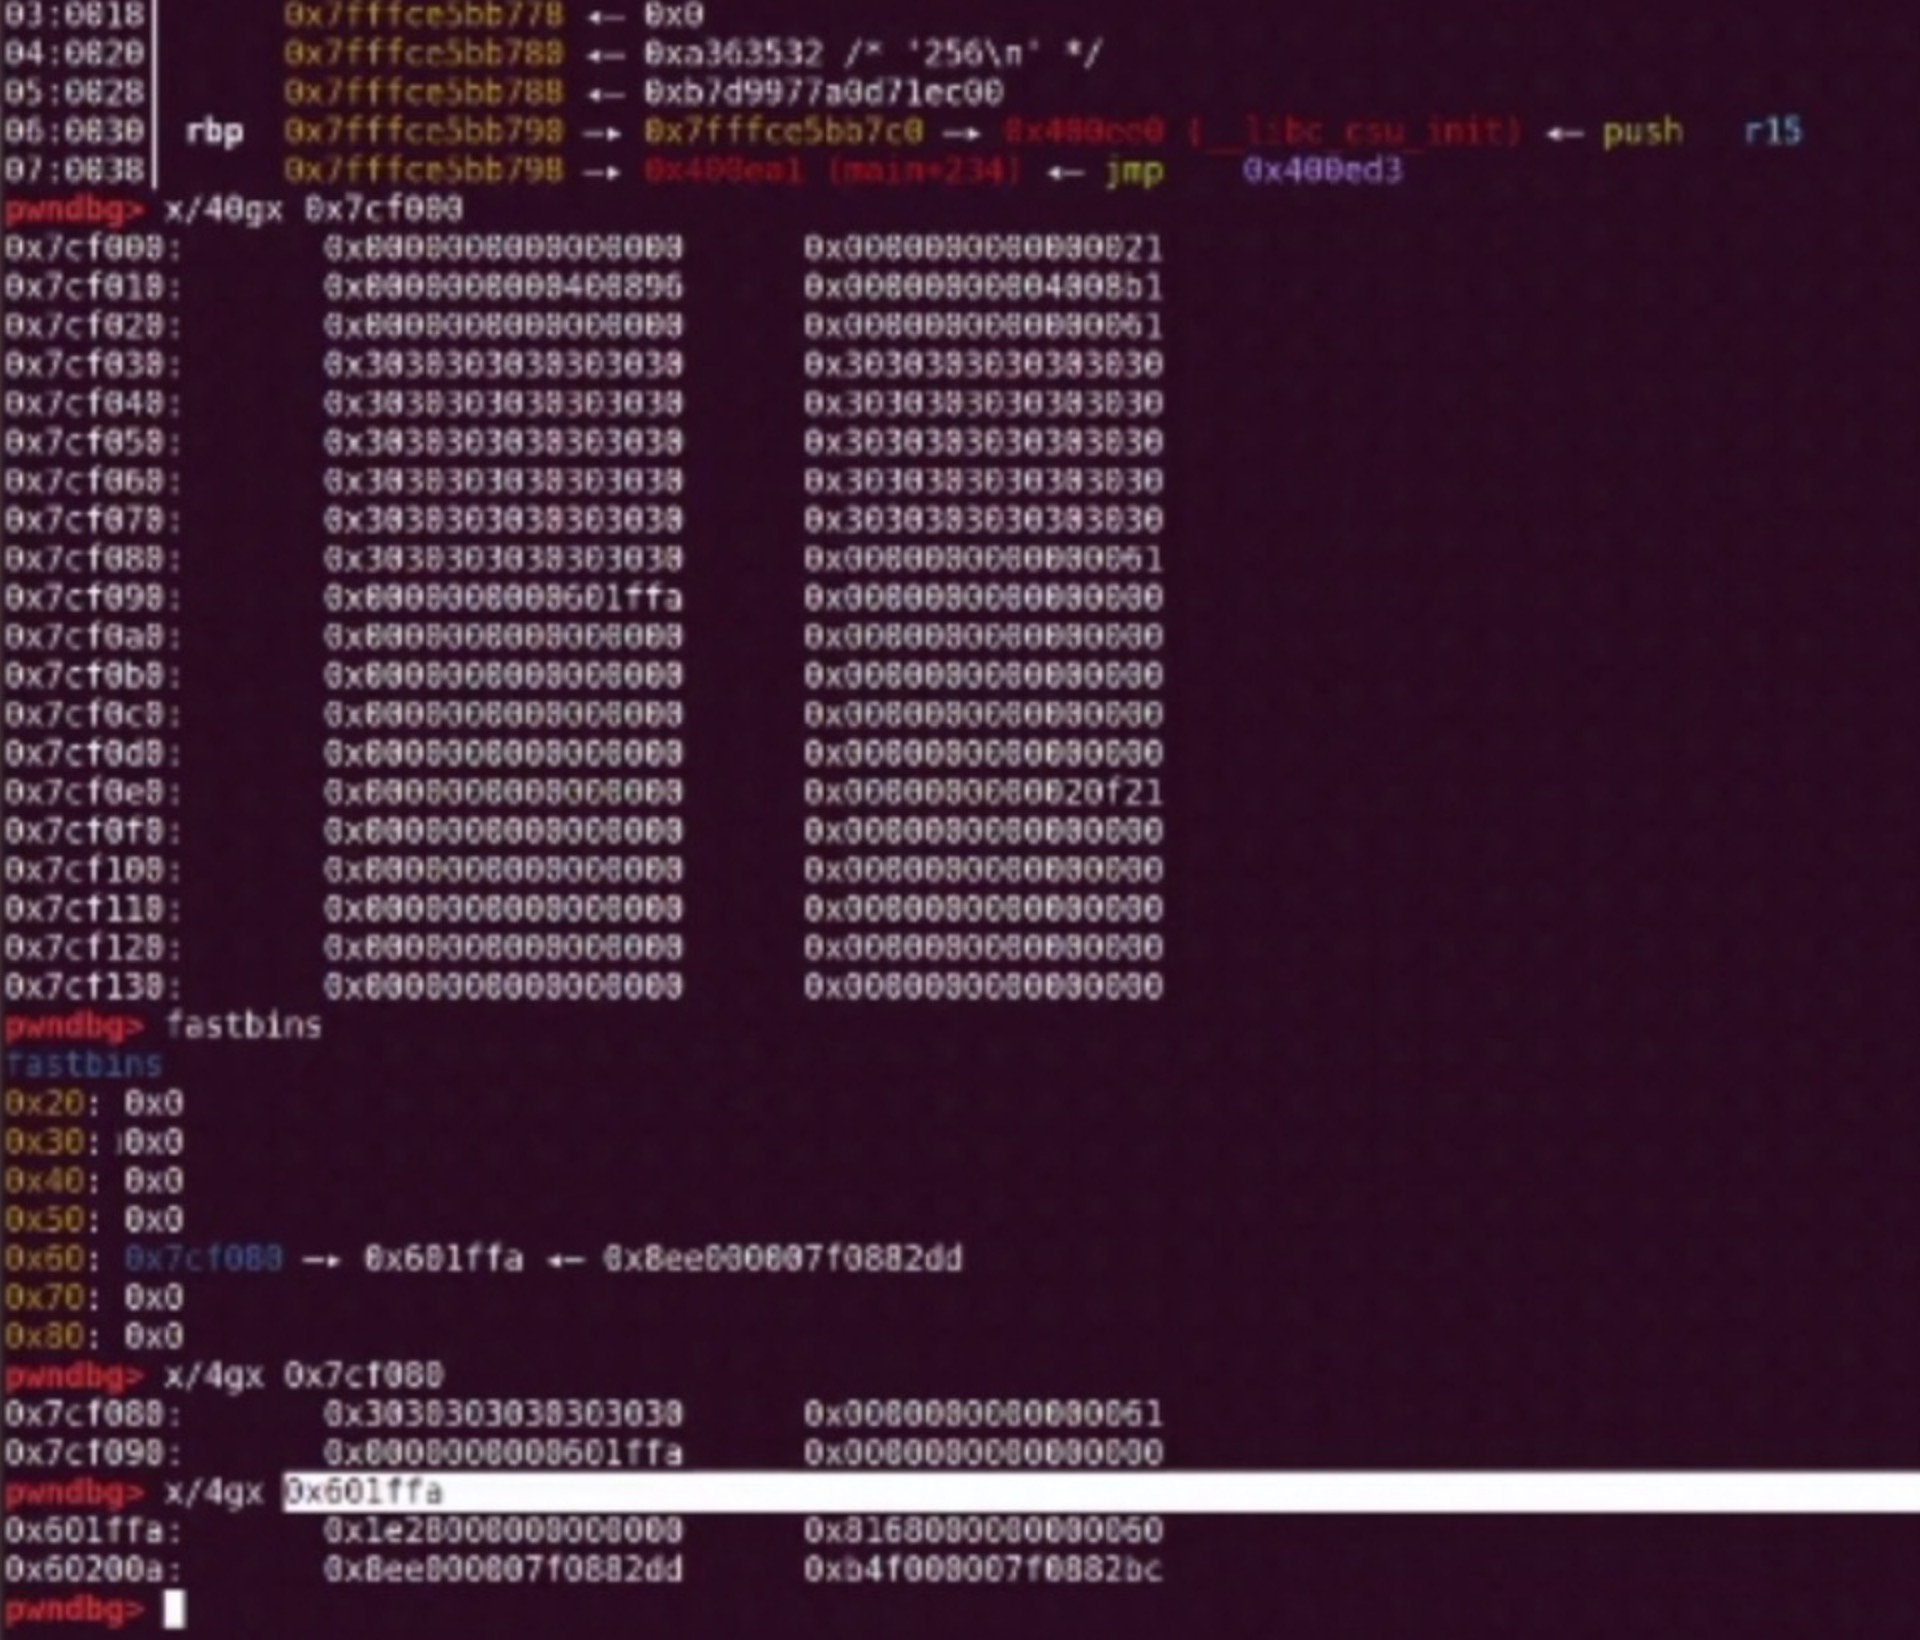 03:0018│ 0x7fffce5bb778 ◂— 0x0
04:0020│ 0x7fffce5bb780 ◂— 0xa363532 /* '256\n' */
05:0028│ 0x7fffce5bb788 ◂— 0xb7d9977a0d71ec00
06:0030│ rbp 0x7fffce5bb790 —▸ 0x7fffce5bb7c0 —▸ 0x400ee0 (__libc_csu_init) ◂— push r15
07:0038│ 0x7fffce5bb798 —▸ 0x400ea1 (main+234) ◂— jmp 0x400ed3
pwndbg> x/40gx 0x7cf000
0x7cf000: 0x0000000000000000 0x0000000000000021
0x7cf010: 0x0000000000400896 0x00000000004008b1
0x7cf020: 0x0000000000000000 0x0000000000000061
0x7cf030: 0x3030303030303030 0x3030303030303030
0x7cf040: 0x3030303030303030 0x3030303030303030
0x7cf050: 0x3030303030303030 0x3030303030303030
0x7cf060: 0x3030303030303030 0x3030303030303030
0x7cf070: 0x3030303030303030 0x3030303030303030
0x7cf080: 0x3030303030303030 0x0000000000000061
0x7cf090: 0x0000000000601ffa 0x0000000000000000
0x7cf0a0: 0x0000000000000000 0x0000000000000000
0x7cf0b0: 0x0000000000000000 0x0000000000000000
0x7cf0c0: 0x0000000000000000 0x0000000000000000
0x7cf0d0: 0x0000000000000000 0x0000000000000000
0x7cf0e0: 0x0000000000000000 0x0000000000020f21
0x7cf0f0: 0x0000000000000000 0x0000000000000000
0x7cf100: 0x0000000000000000 0x0000000000000000
0x7cf110: 0x0000000000000000 0x0000000000000000
0x7cf120: 0x0000000000000000 0x0000000000000000
0x7cf130: 0x0000000000000000 0x0000000000000000
pwndbg> fastbins
fastbins
0x20: 0x0
0x30: 0x0
0x40: 0x0
0x50: 0x0
0x60: 0x7cf080 —▸ 0x601ffa ◂— 0x8ee000007f0882dd
0x70: 0x0
0x80: 0x0
pwndbg> x/4gx 0x7cf080
0x7cf080: 0x3030303030303030 0x0000000000000061
0x7cf090: 0x0000000000601ffa 0x0000000000000000
pwndbg> x/4gx 0x601ffa
0x601ffa: 0x1e28000000000000 0x8168000000000060
0x60200a: 0x8ee000007f0882dd 0xb4f000007f0882bc
pwndbg>